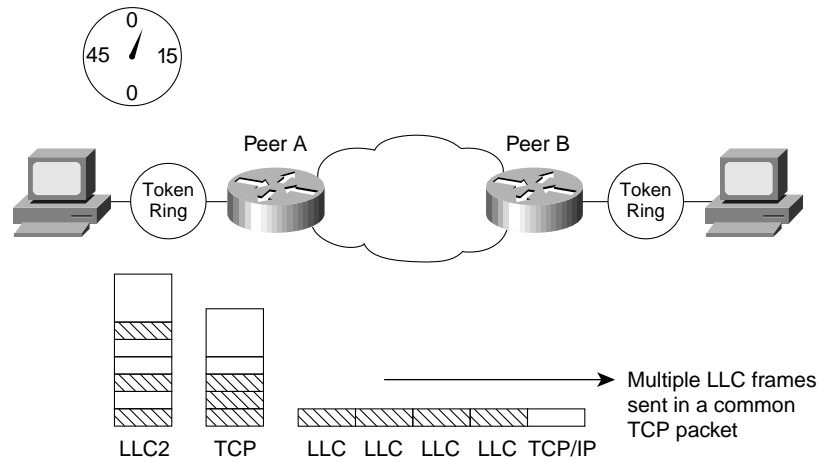 0
45 15
0
Peer A Peer B
Token
Ring
Token
Ring
Multiple LLC frames
sent in a common
TCP packet
LLC2 TCP LLC LLC LLC LLC TCP/IP